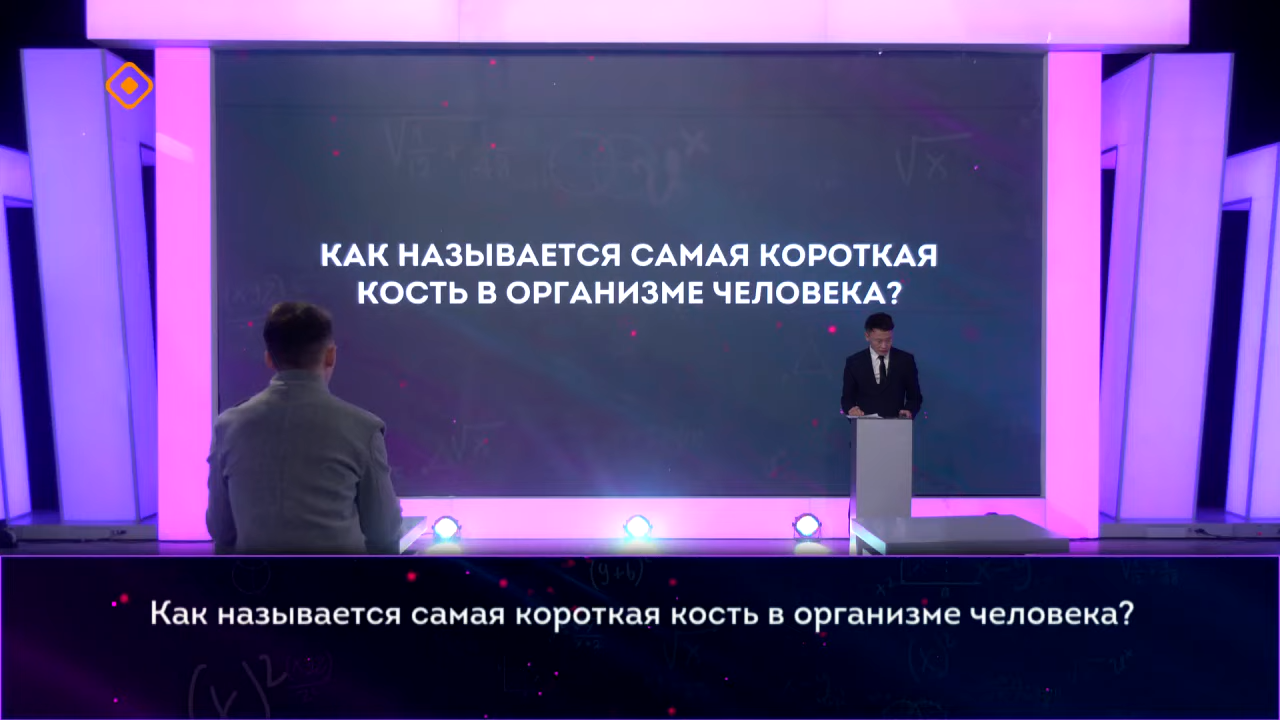 КАК НАЗЫВАЕТСЯ САМАЯ КОРОТКАЯ
КОСТЬ В ОРГАНИЗМЕ ЧЕЛОВЕКА?
Как называется самая короткая кость в организме человека?